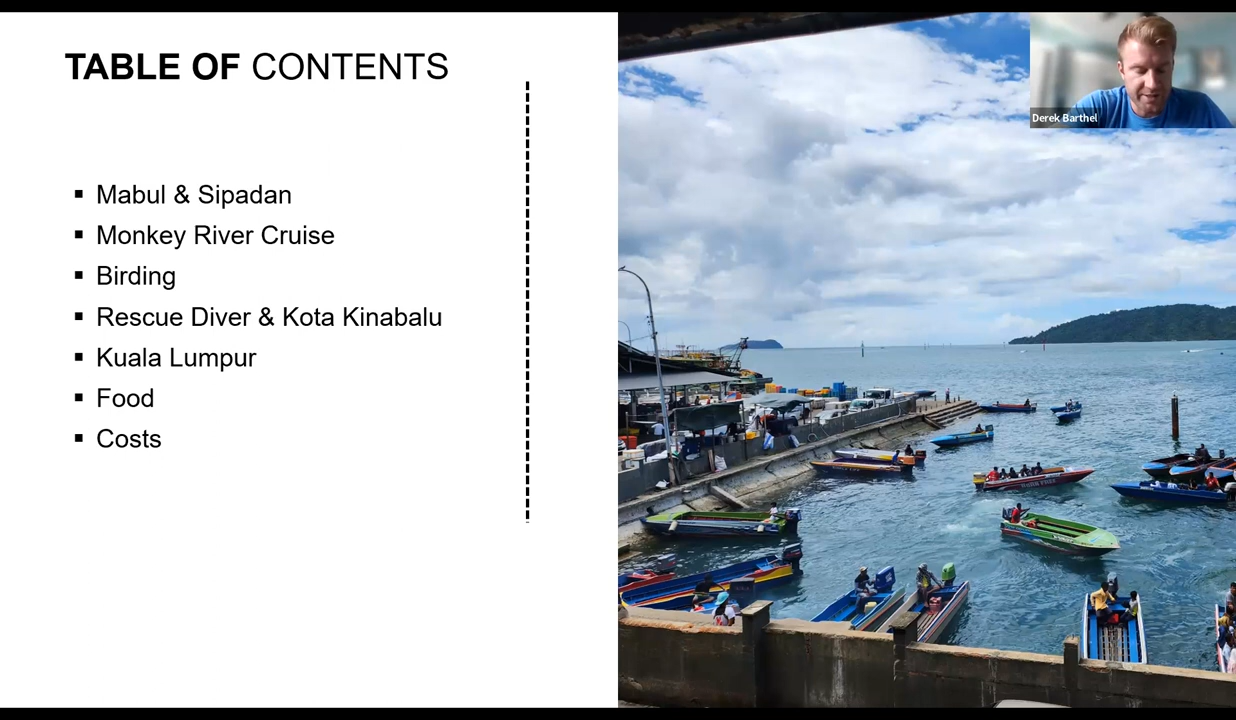 TABLE OF CONTENTS
Derek Barthel
▪ Mabul & Sipadan
▪ Monkey River Cruise
▪ Birding
▪ Rescue Diver & Kota Kinabalu
▪ Kuala Lumpur
▪ Food
▪ Costs